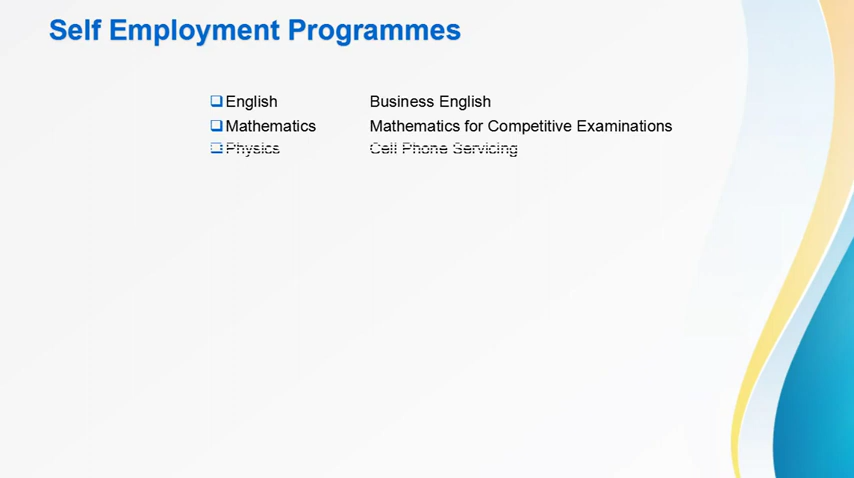 Self Employment Programmes
English Business English
Mathematics Mathematics for Competitive Examinations
Physics Cell Phone Servicing